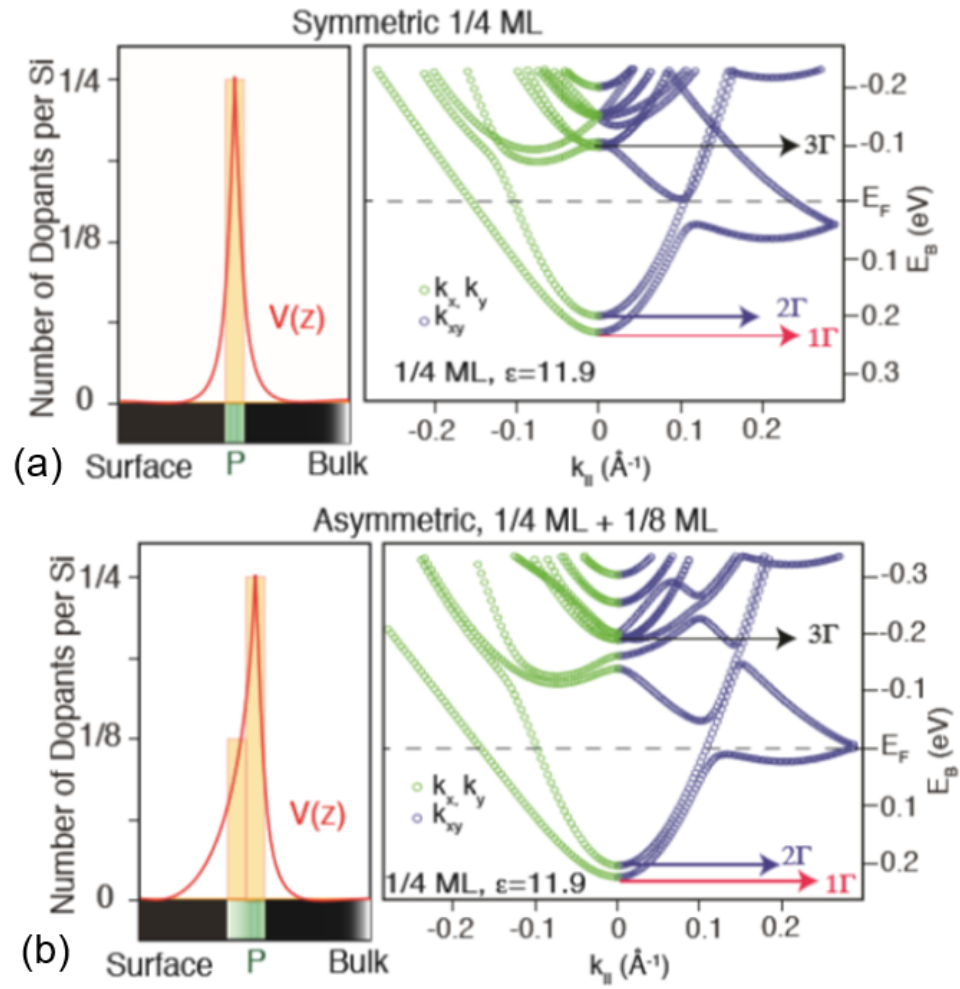 Symmetric 1/4 ML
Number of Dopants per Si
1/4
1/8
0
V(z)
Surface P Bulk
(a)
-0.2
-0.1
E_F
0.1
0.2
0.3
E_B (eV)
3Γ
2Γ
1Γ
k_x, k_y
k_xy
1/4 ML, ε=11.9
-0.2 -0.1 0 0.1 0.2
k_|| (Å⁻¹)
Asymmetric, 1/4 ML + 1/8 ML
Number of Dopants per Si
1/4
1/8
0
V(z)
Surface P Bulk
(b)
-0.3
-0.2
-0.1
E_F
0.1
0.2
E_B (eV)
3Γ
2Γ
1Γ
k_x, k_y
k_xy
1/4 ML, ε=11.9
-0.2 -0.1 0 0.1 0.2
k_|| (Å⁻¹)